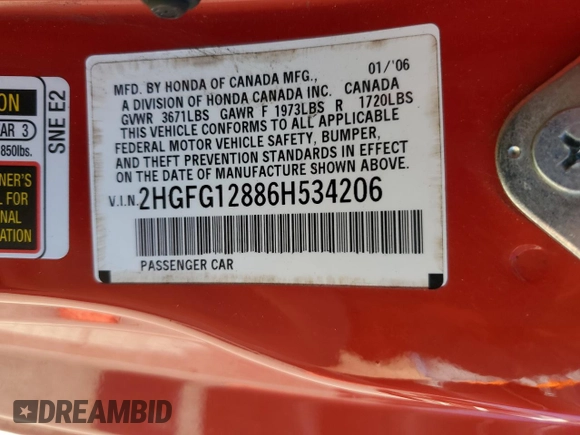 MFD. BY HONDA OF CANADA MFG., 01/'06
A DIVISION OF HONDA CANADA INC. CANADA
GVWR 3671LBS GAWR F 1973LBS R 1720LBS
THIS VEHICLE CONFORMS TO ALL APPLICABLE
FEDERAL MOTOR VEHICLE SAFETY, BUMPER,
AND THEFT PREVENTION STANDARDS IN EFFECT
ON THE DATE OF MANUFACTURE SHOWN ABOVE.
V.I.N. 2HGFG12886H534206
PASSENGER CAR
ON
AR 3
850lbs.
NER'S
L FOR
NAL
ATION
SNE E2
DREAMBID